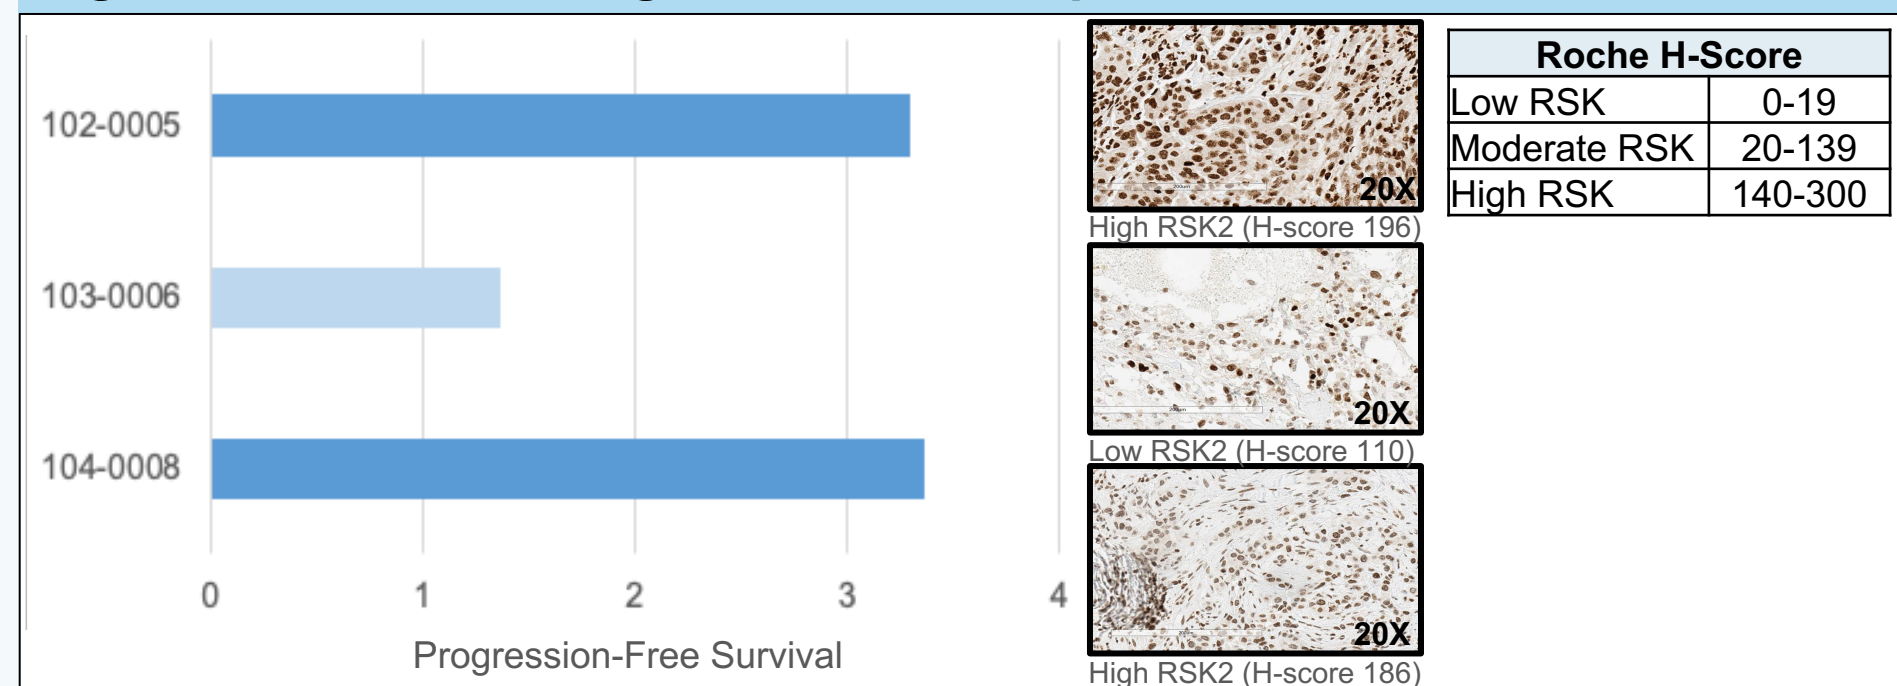 102-0005
103-0006
104-0008
0 1 2 3 4
Progression-Free Survival
20X
High RSK2 (H-score 196)
20X
Low RSK2 (H-score 110)
20X
High RSK2 (H-score 186)
Roche H-Score
Low RSK 0-19
Moderate RSK 20-139
High RSK 140-300